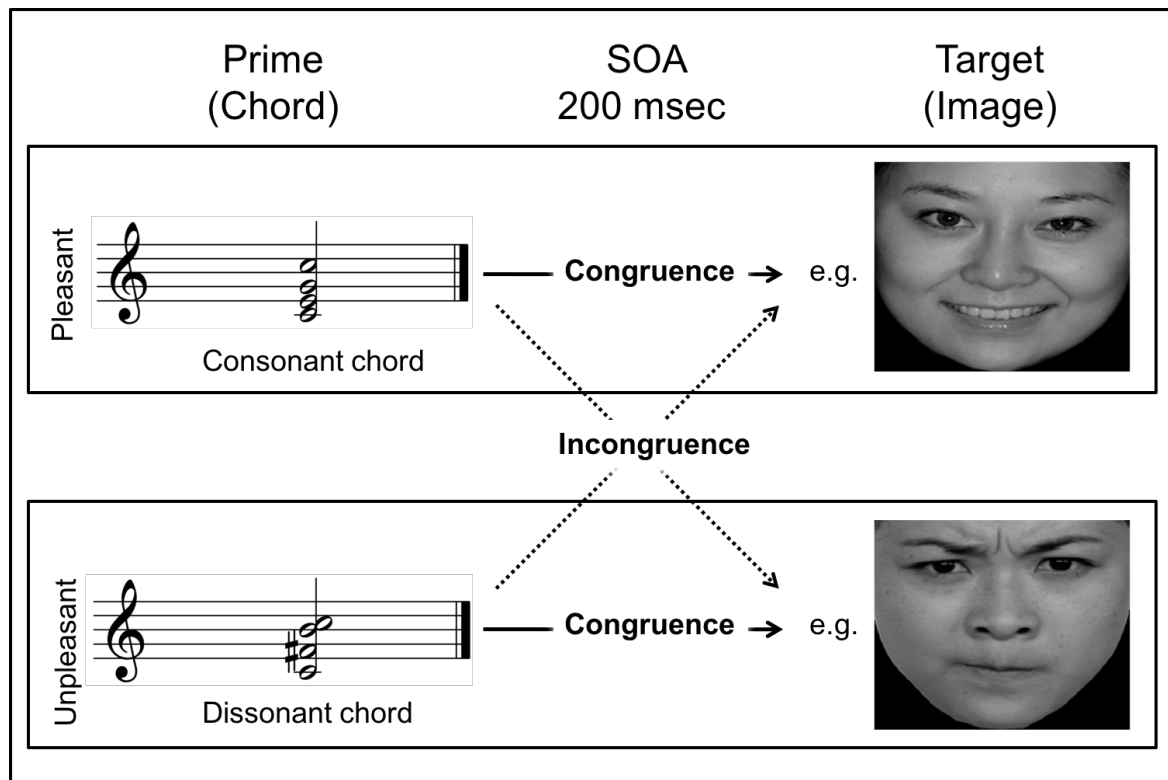 Prime
(Chord)
SOA
200 msec
Target
(Image)
Pleasant
Consonant chord
Congruence
e.g.
Incongruence
Unpleasant
Dissonant chord
Congruence
e.g.